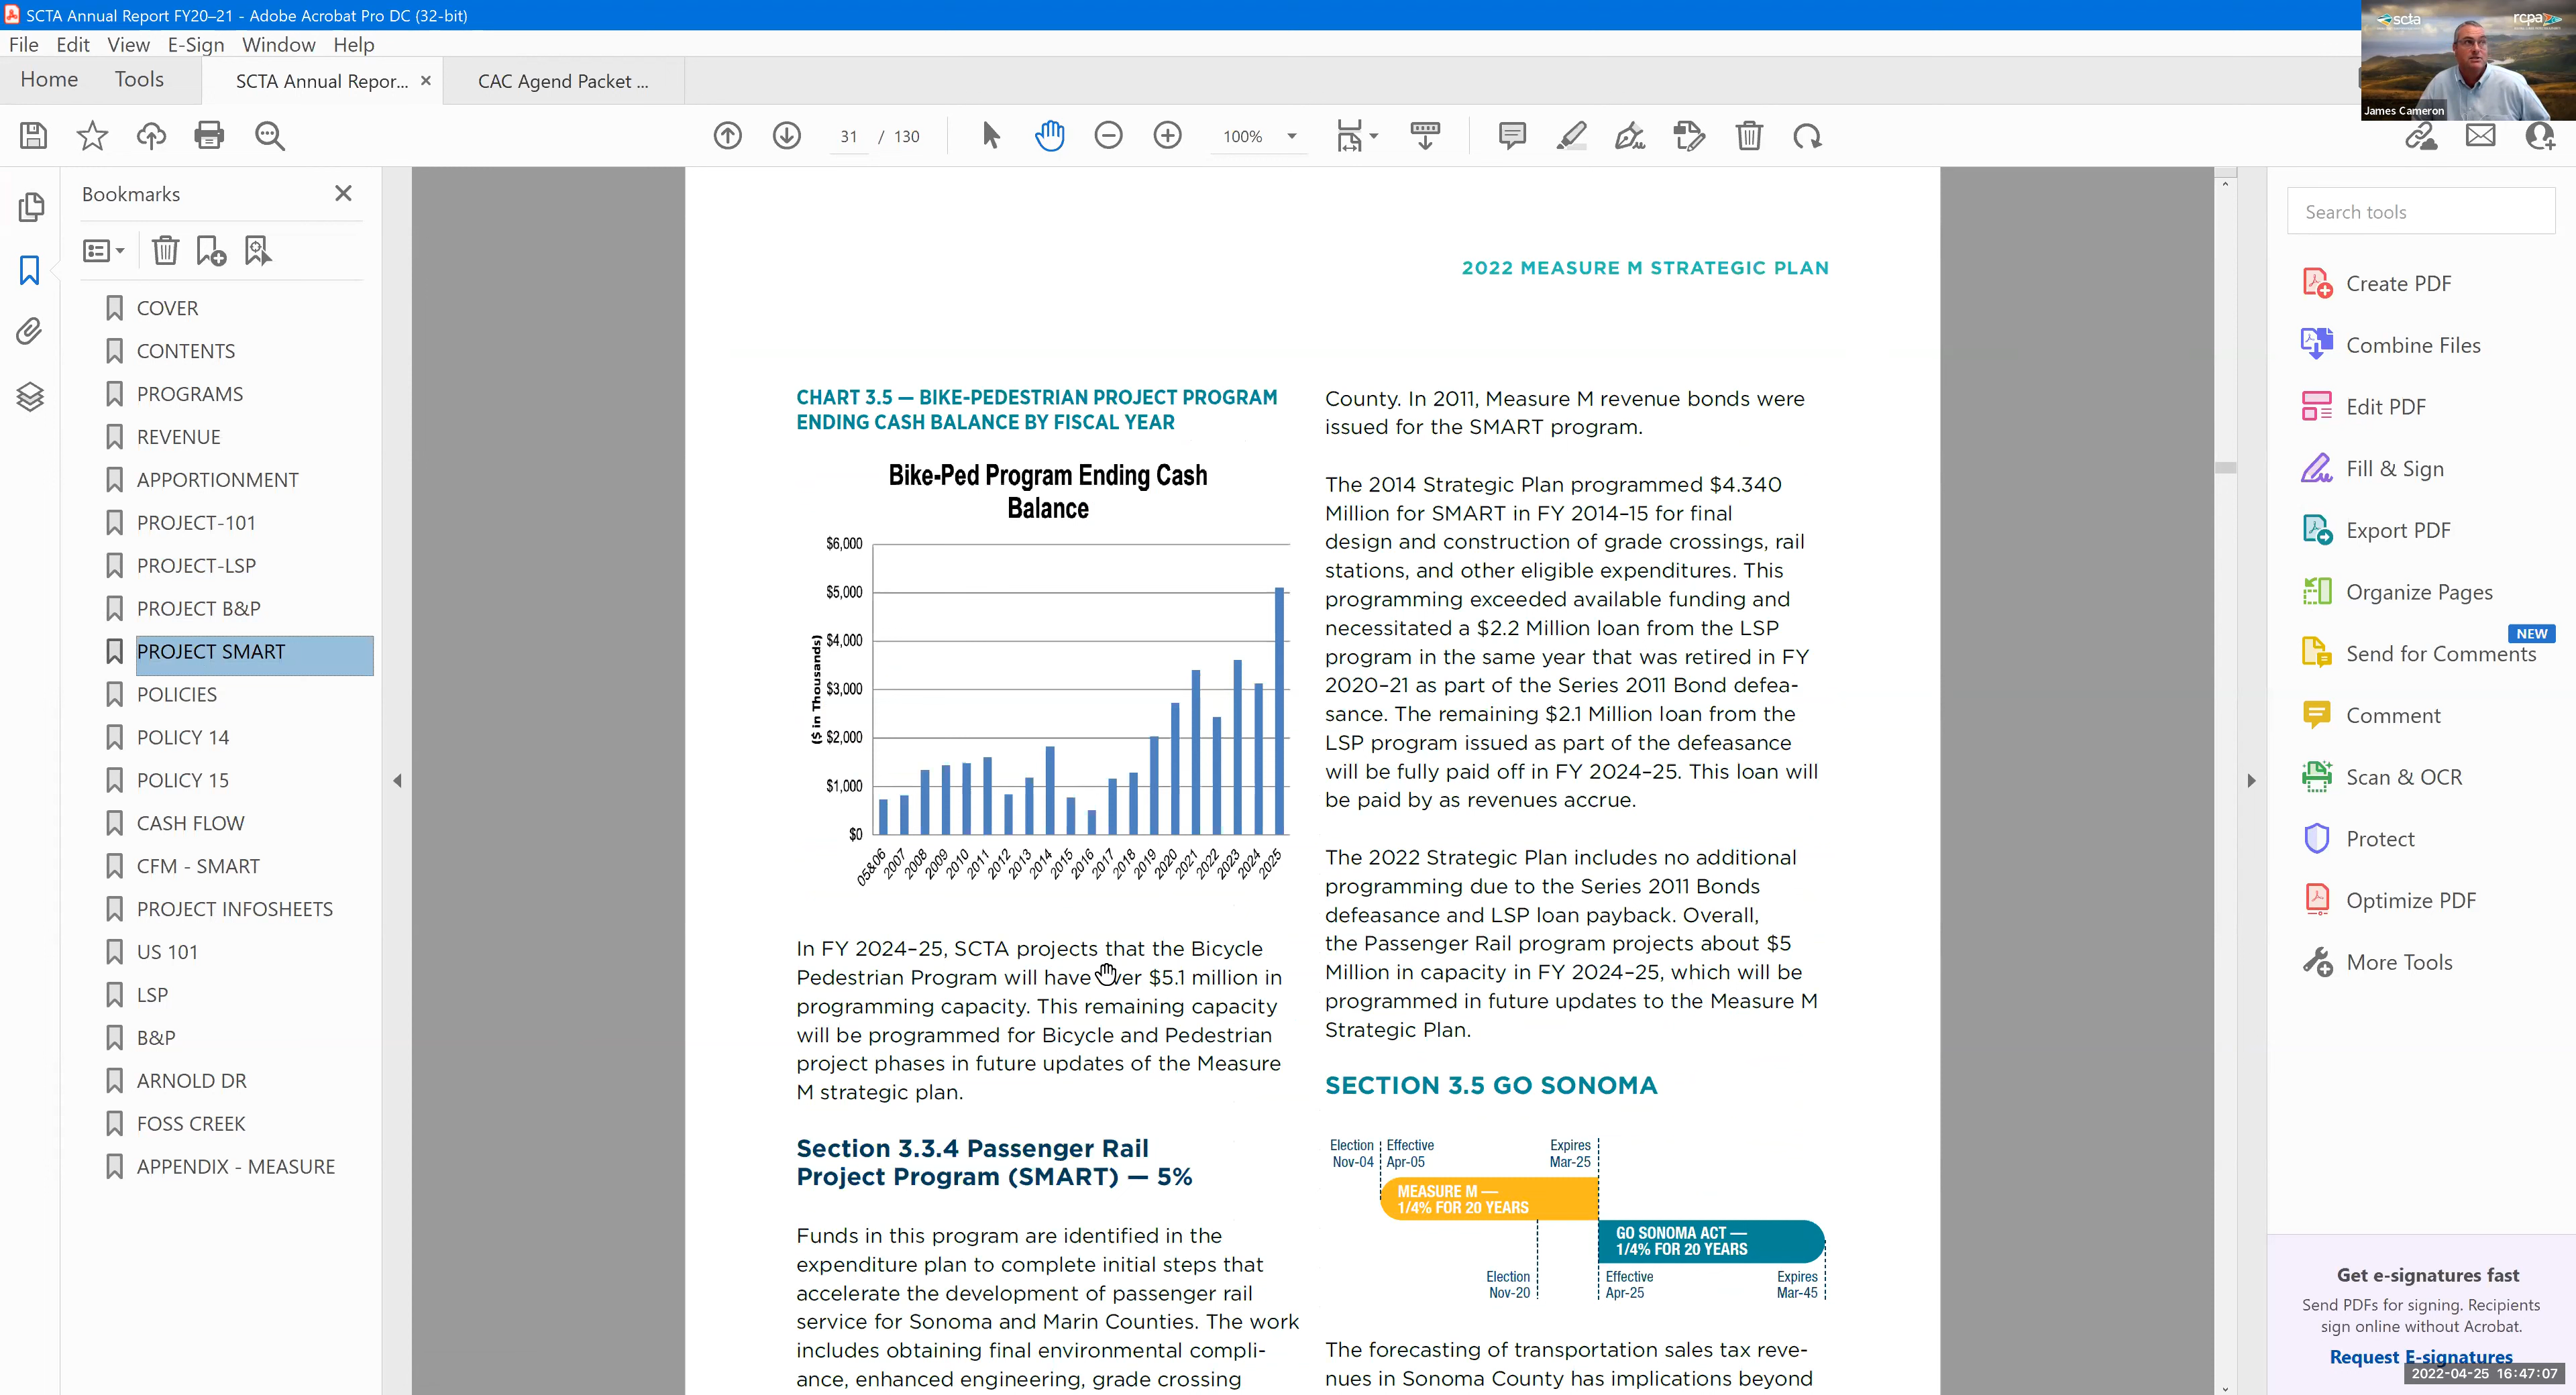 SCTA Annual Report FY20–21 - Adobe Acrobat Pro DC (32-bit)
File Edit View E-Sign Window Help
Home Tools SCTA Annual Repor... × CAC Agend Packet ...
31 / 130 100%
scta
rcpa
James Cameron
Bookmarks
COVER
CONTENTS
PROGRAMS
REVENUE
APPORTIONMENT
PROJECT-101
PROJECT-LSP
PROJECT B&P
PROJECT SMART
POLICIES
POLICY 14
POLICY 15
CASH FLOW
CFM - SMART
PROJECT INFOSHEETS
US 101
LSP
B&P
ARNOLD DR
FOSS CREEK
APPENDIX - MEASURE
2022 MEASURE M STRATEGIC PLAN
CHART 3.5 — BIKE-PEDESTRIAN PROJECT PROGRAM
ENDING CASH BALANCE BY FISCAL YEAR
Bike-Ped Program Ending Cash
Balance
($ in Thousands)
$6,000
$5,000
$4,000
$3,000
$2,000
$1,000
$0
05&06 2007 2008 2009 2010 2011 2012 2013 2014 2015 2016 2017 2018 2019 2020 2021 2022 2023 2024 2025
In FY 2024–25, SCTA projects that the Bicycle
Pedestrian Program will have over $5.1 million in
programming capacity. This remaining capacity
will be programmed for Bicycle and Pedestrian
project phases in future updates of the Measure
M strategic plan.
Section 3.3.4 Passenger Rail
Project Program (SMART) — 5%
Funds in this program are identified in the
expenditure plan to complete initial steps that
accelerate the development of passenger rail
service for Sonoma and Marin Counties. The work
includes obtaining final environmental compli-
ance, enhanced engineering, grade crossing
County. In 2011, Measure M revenue bonds were
issued for the SMART program.
The 2014 Strategic Plan programmed $4.340
Million for SMART in FY 2014–15 for final
design and construction of grade crossings, rail
stations, and other eligible expenditures. This
programming exceeded available funding and
necessitated a $2.2 Million loan from the LSP
program in the same year that was retired in FY
2020–21 as part of the Series 2011 Bond defea-
sance. The remaining $2.1 Million loan from the
LSP program issued as part of the defeasance
will be fully paid off in FY 2024–25. This loan will
be paid by as revenues accrue.
The 2022 Strategic Plan includes no additional
programming due to the Series 2011 Bonds
defeasance and LSP loan payback. Overall,
the Passenger Rail program projects about $5
Million in capacity in FY 2024–25, which will be
programmed in future updates to the Measure M
Strategic Plan.
SECTION 3.5 GO SONOMA
Election Effective Expires
Nov-04 Apr-05 Mar-25
MEASURE M —
1/4% FOR 20 YEARS
GO SONOMA ACT —
1/4% FOR 20 YEARS
Election Effective Expires
Nov-20 Apr-25 Mar-45
The forecasting of transportation sales tax reve-
nues in Sonoma County has implications beyond
Search tools
Create PDF
Combine Files
Edit PDF
Fill & Sign
Export PDF
Organize Pages
NEW
Send for Comments
Comment
Scan & OCR
Protect
Optimize PDF
More Tools
Get e-signatures fast
Send PDFs for signing. Recipients
sign online without Acrobat.
Request E-signatures
2022-04-25 16:47:07